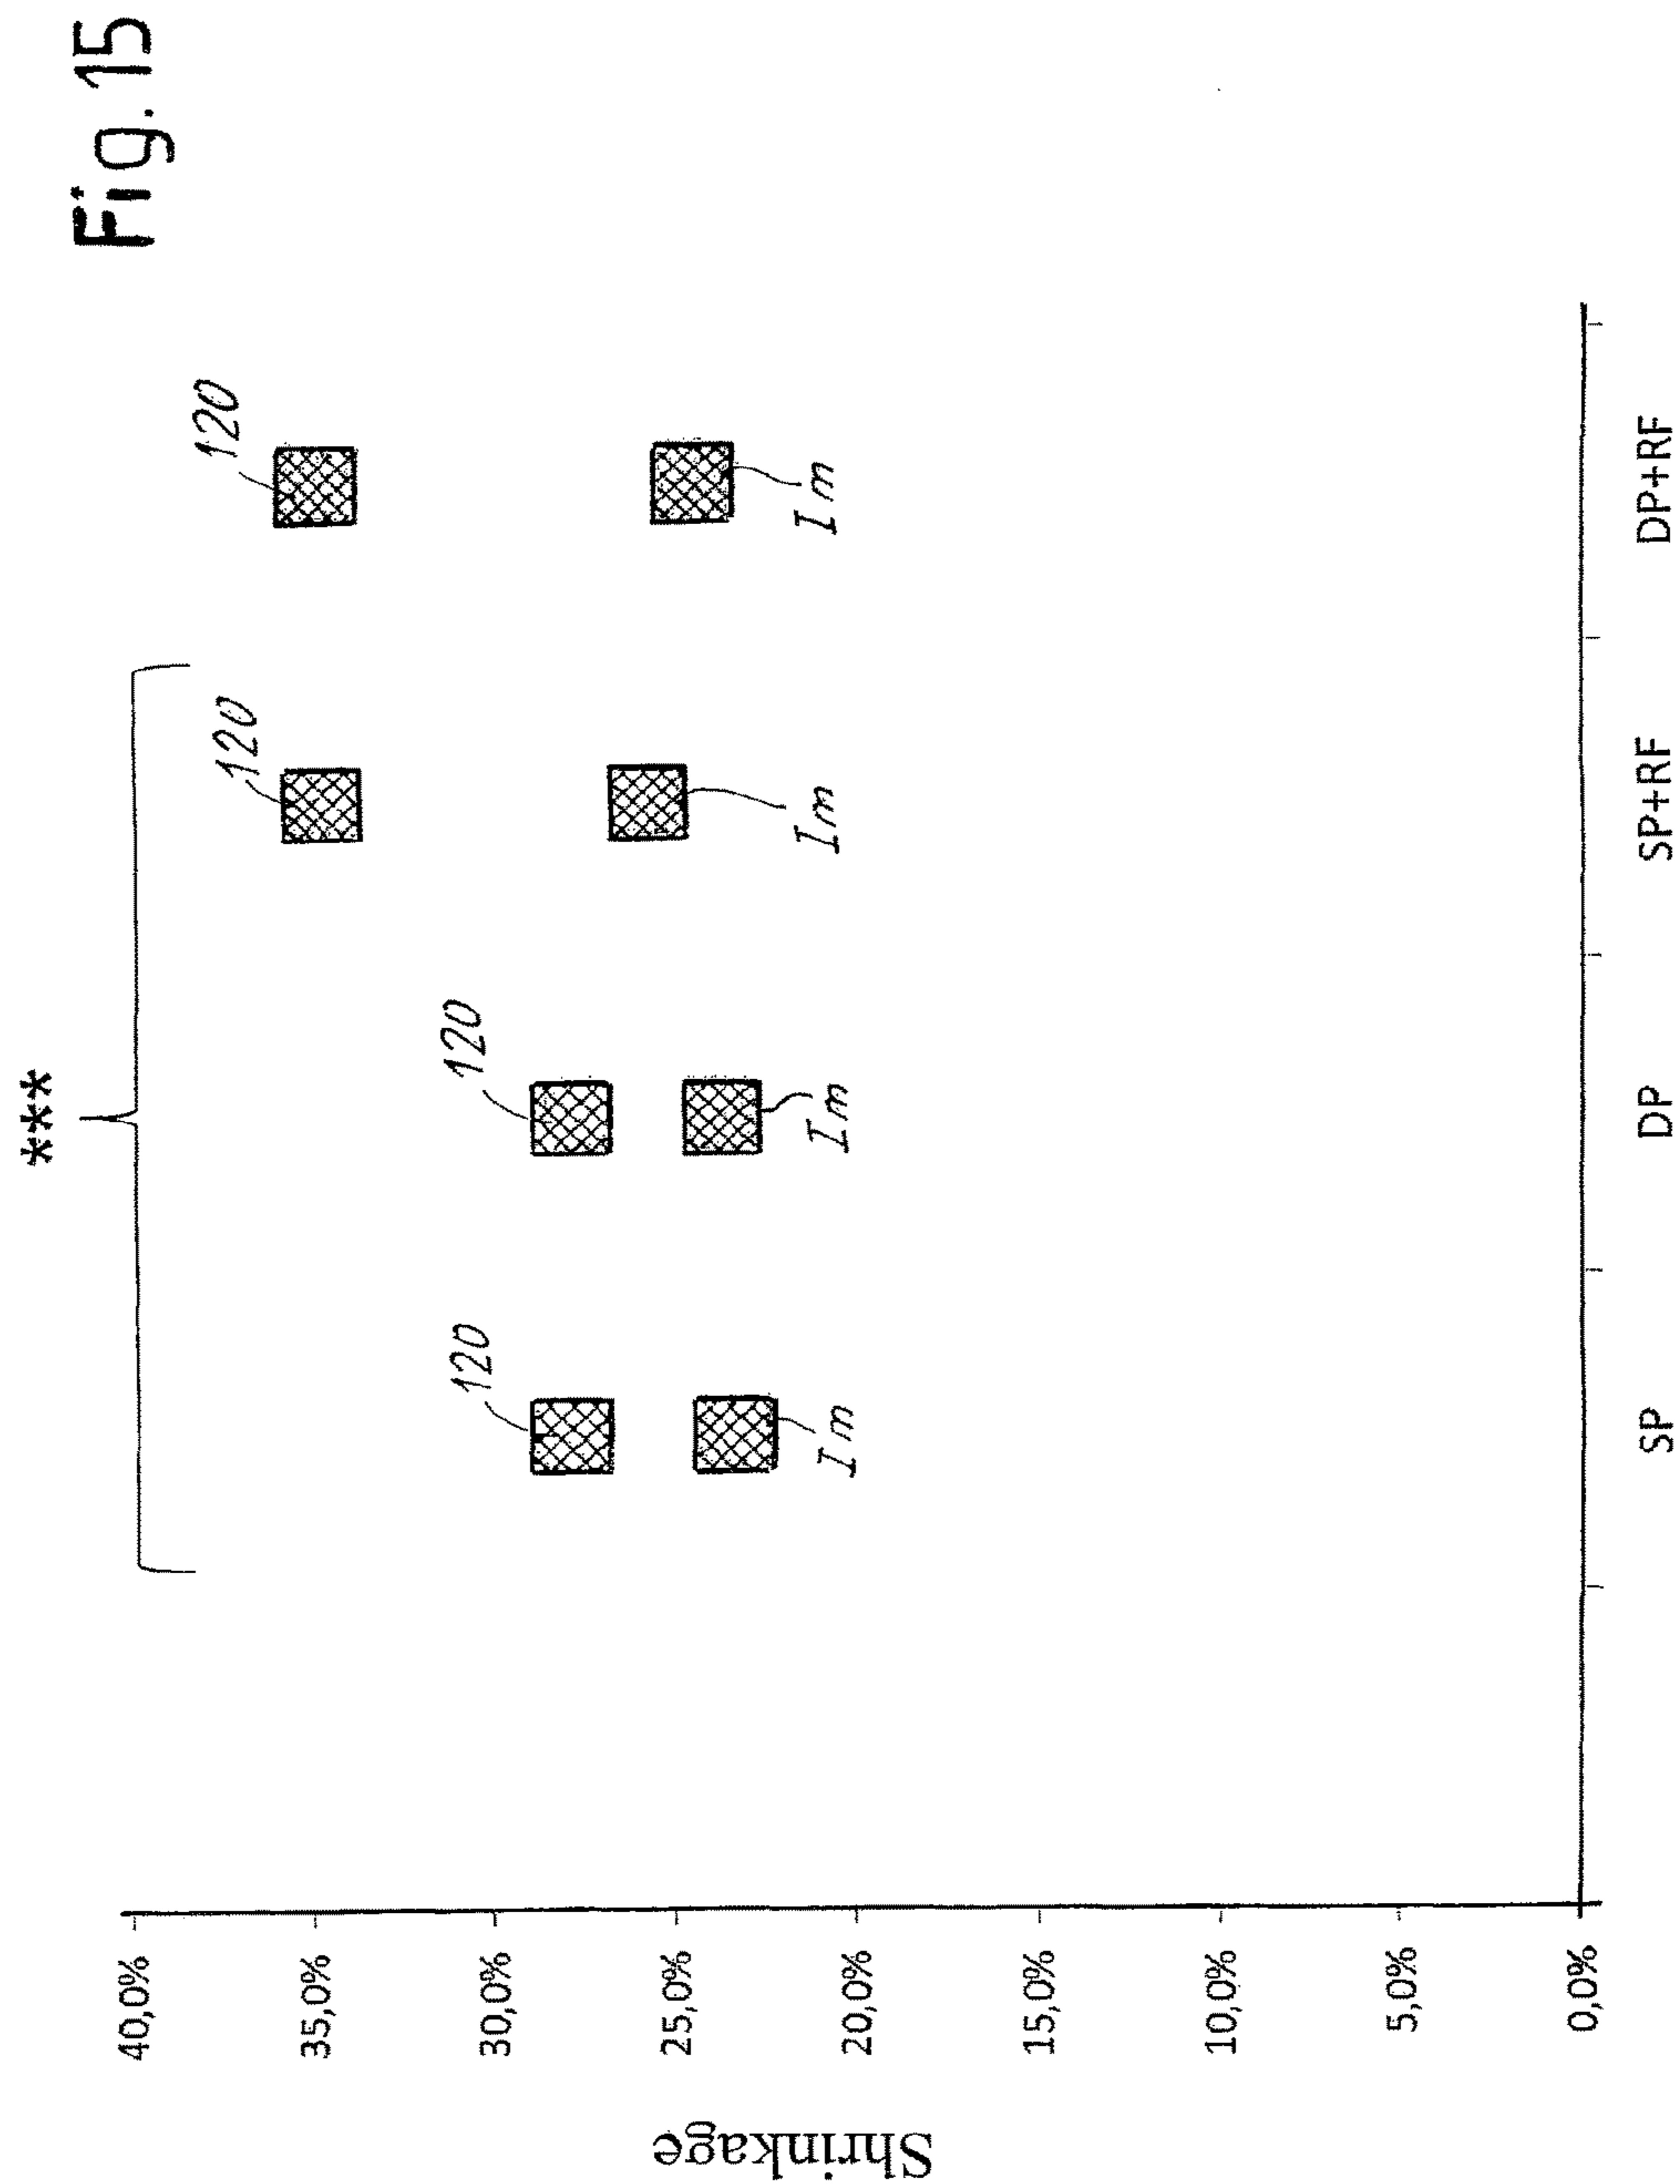 Fig. 15
***
120
120
120
120
Im
Im
Im
Im
40,0%
35,0%
30,0%
25,0%
20,0%
15,0%
10,0%
5,0%
0,0%
Shrinkage
SP
DP
SP+RF
DP+RF